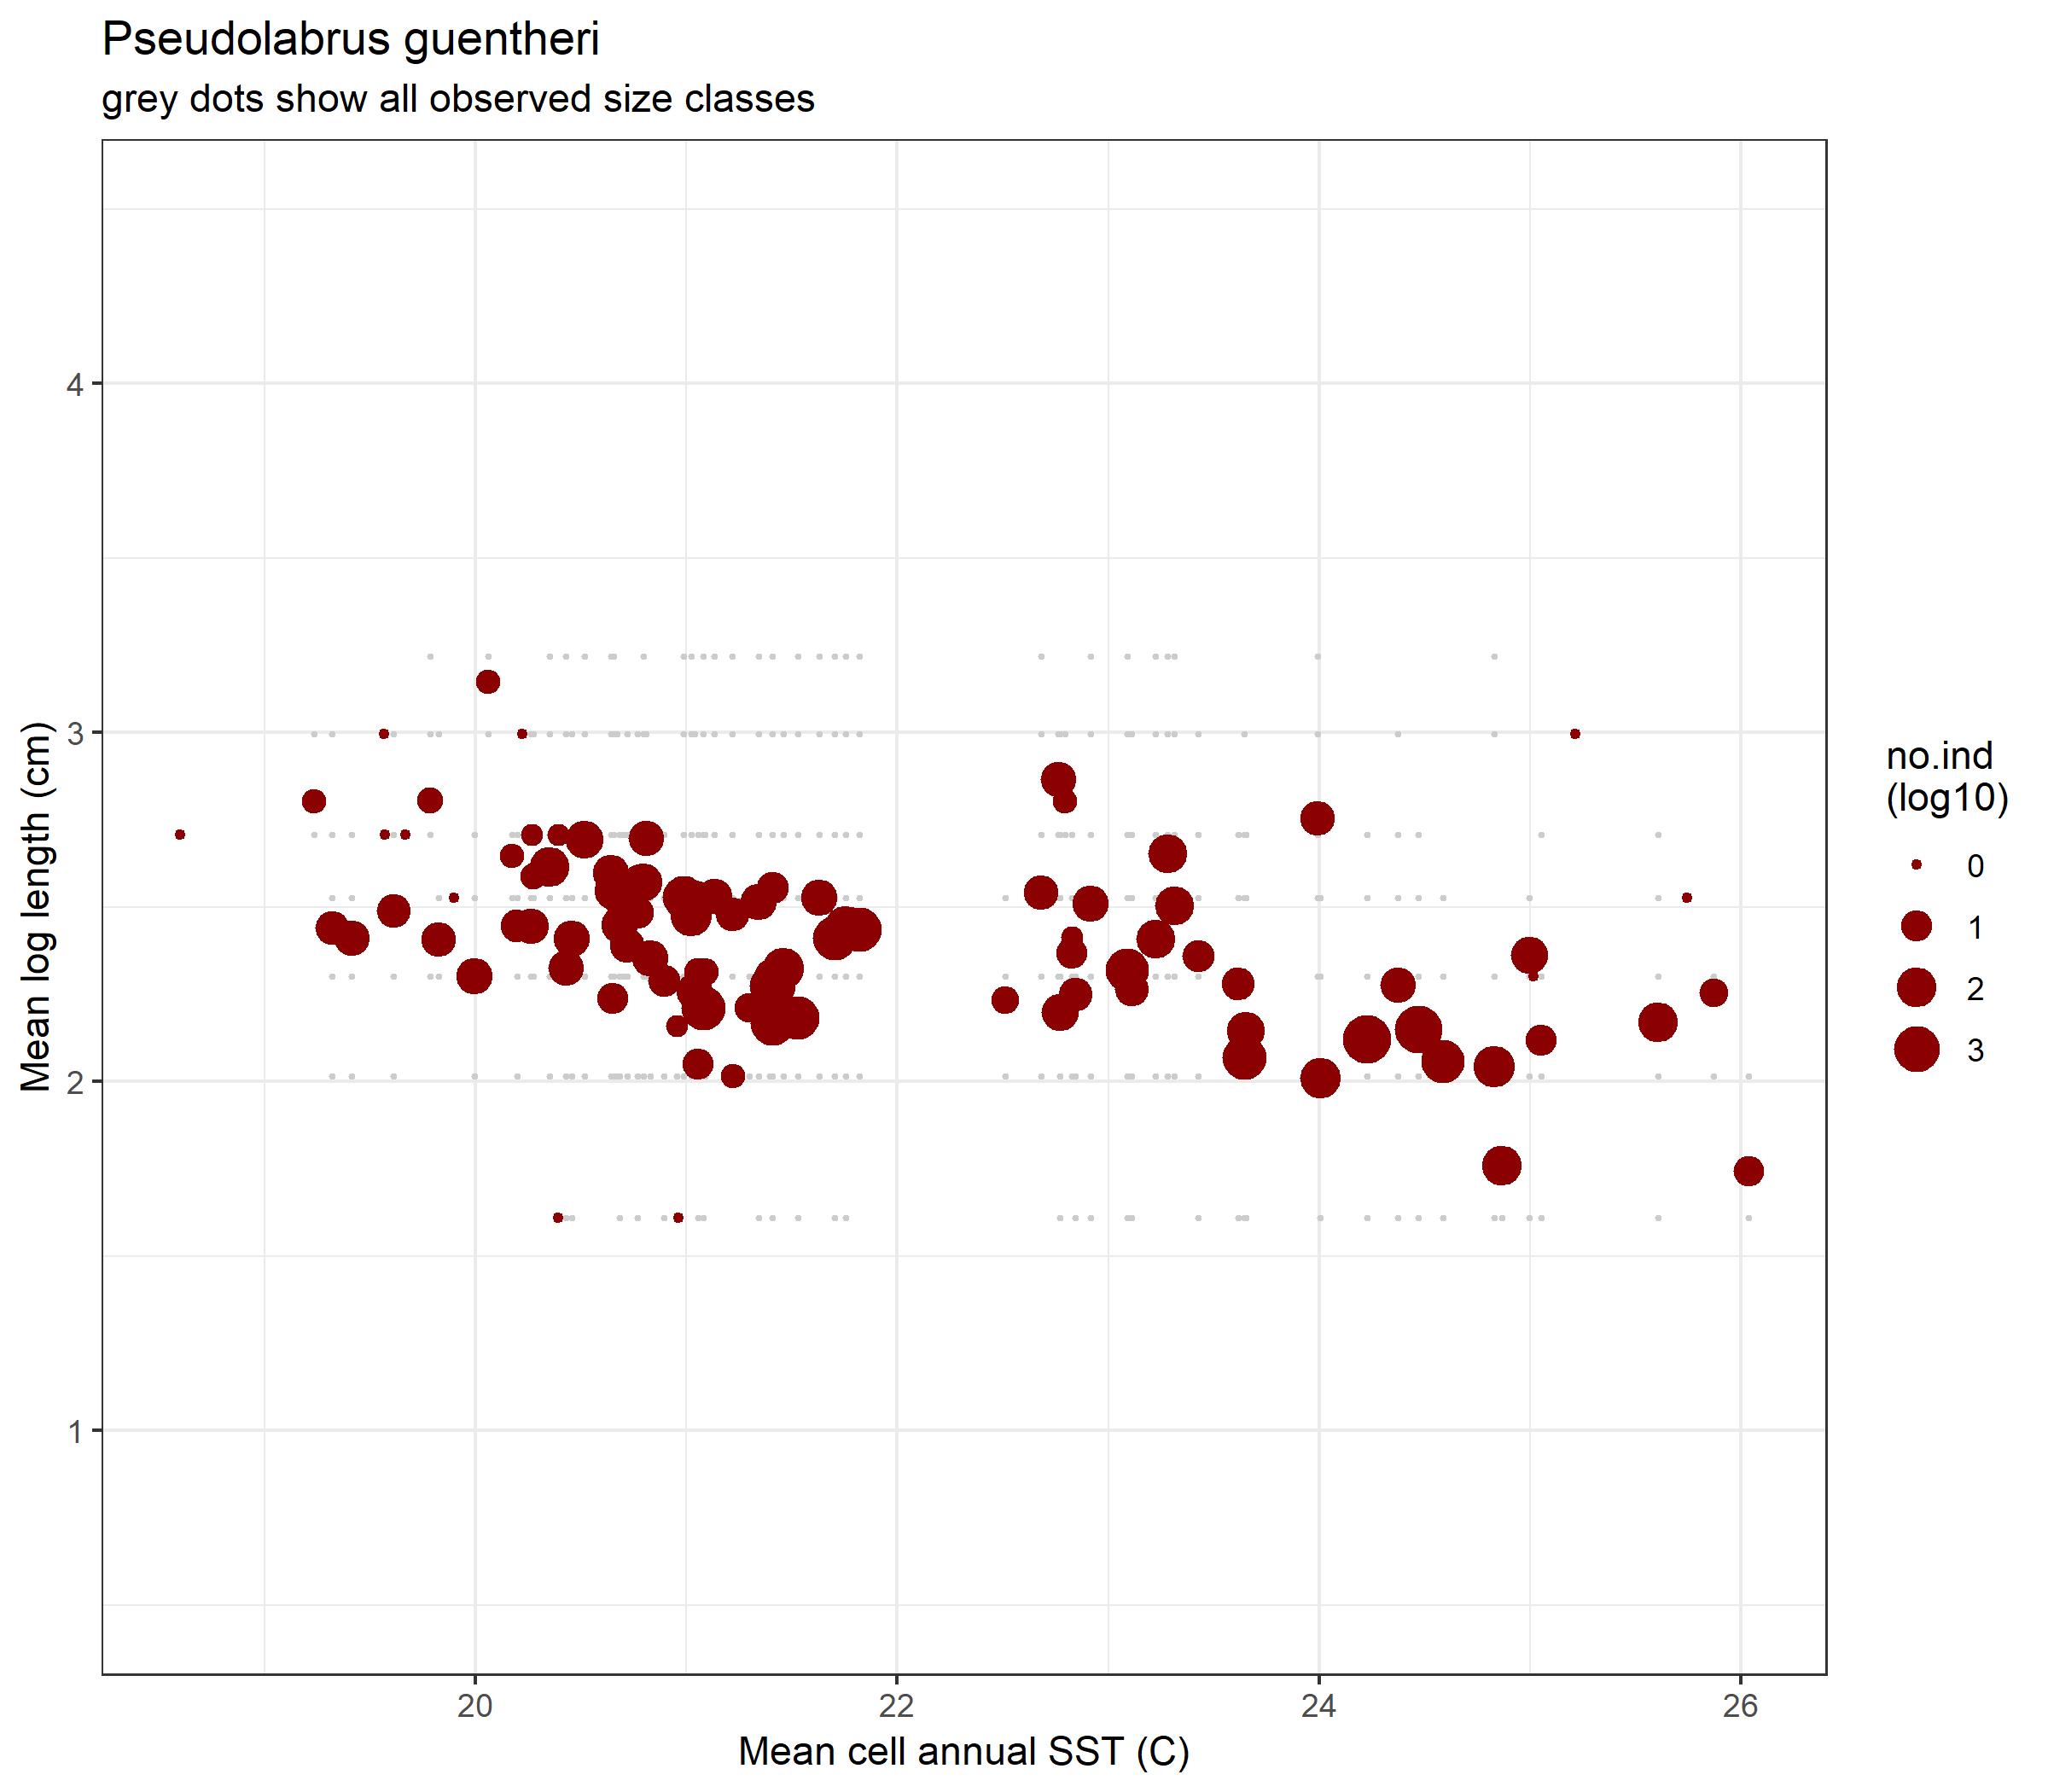 Pseudolabrus guentheri
grey dots show all observed size classes
Mean log length (cm)
4
3
2
1
20
22
24
26
Mean cell annual SST (C)
no.ind
(log10)
0
1
2
3